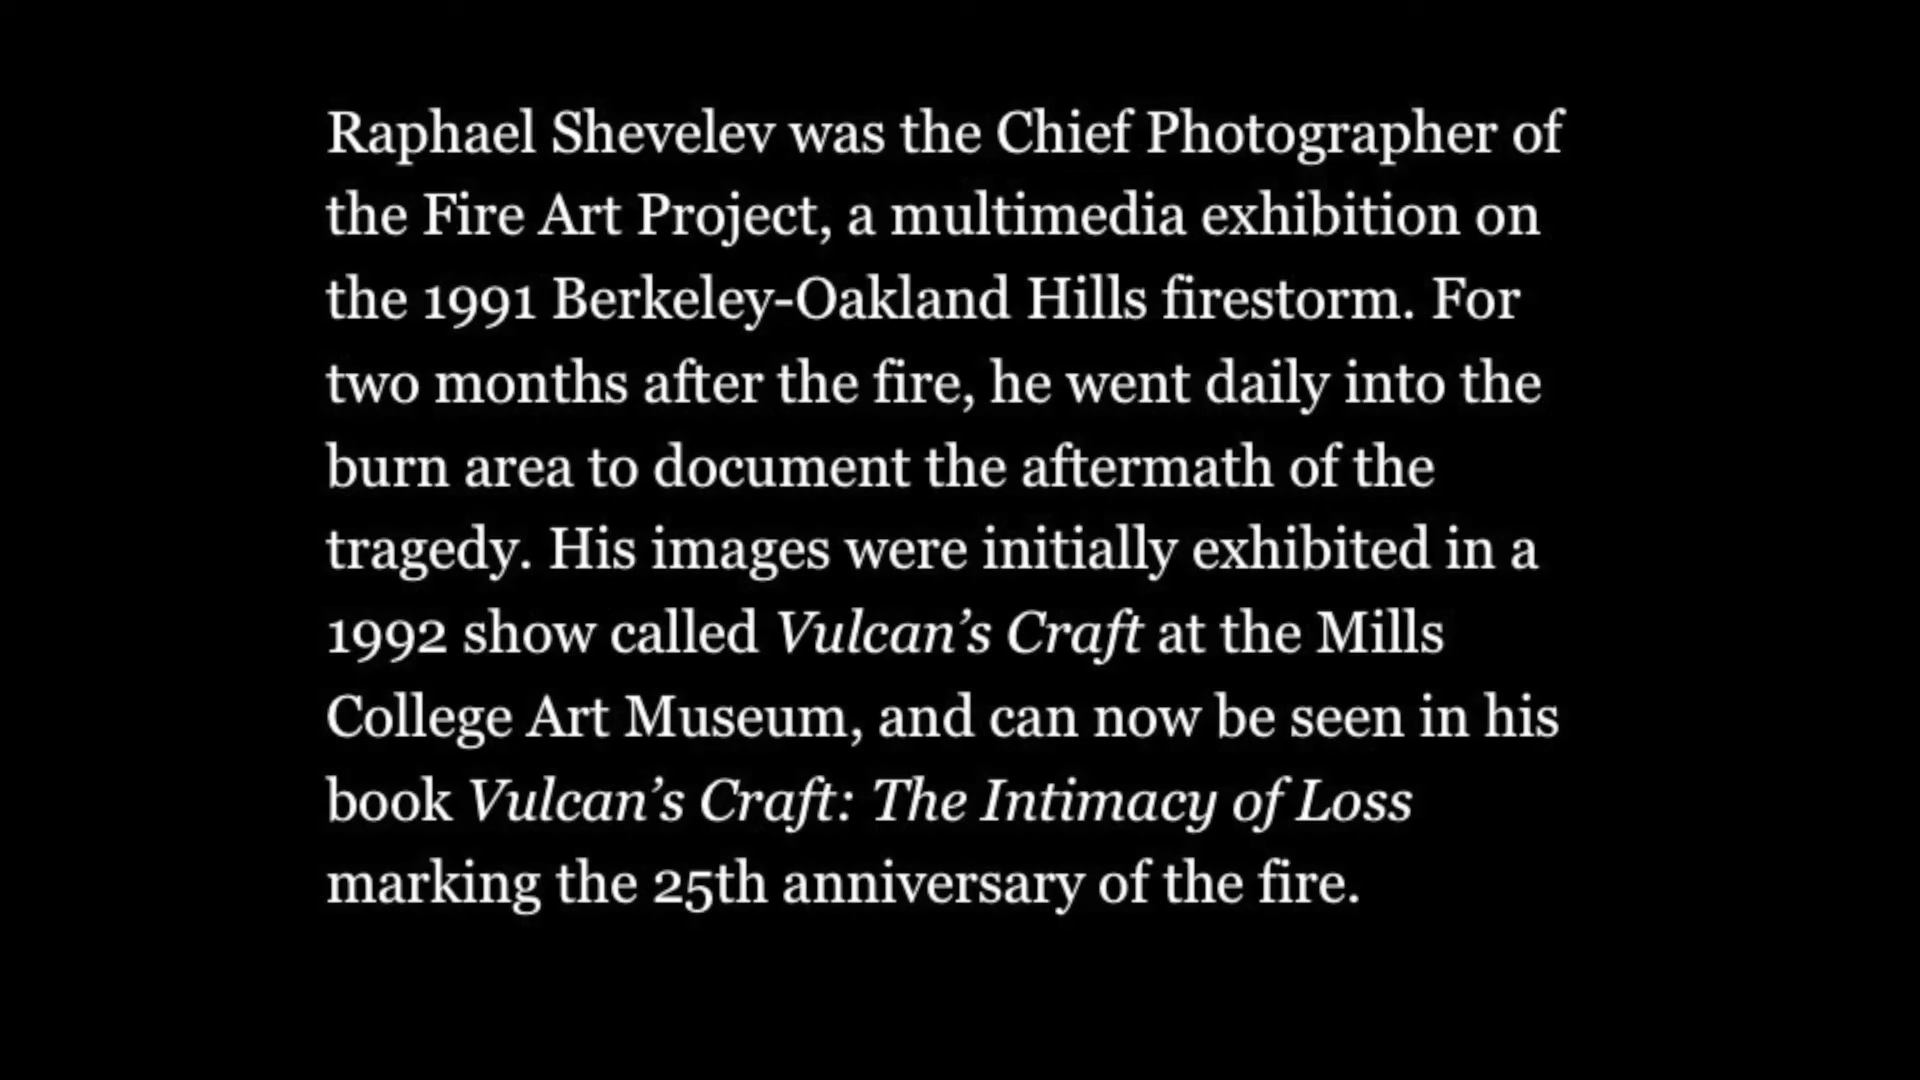 Raphael Shevelev was the Chief Photographer of
the Fire Art Project, a multimedia exhibition on
the 1991 Berkeley-Oakland Hills firestorm. For
two months after the fire, he went daily into the
burn area to document the aftermath of the
tragedy. His images were initially exhibited in a
1992 show called Vulcan’s Craft at the Mills
College Art Museum, and can now be seen in his
book Vulcan’s Craft: The Intimacy of Loss
marking the 25th anniversary of the fire.